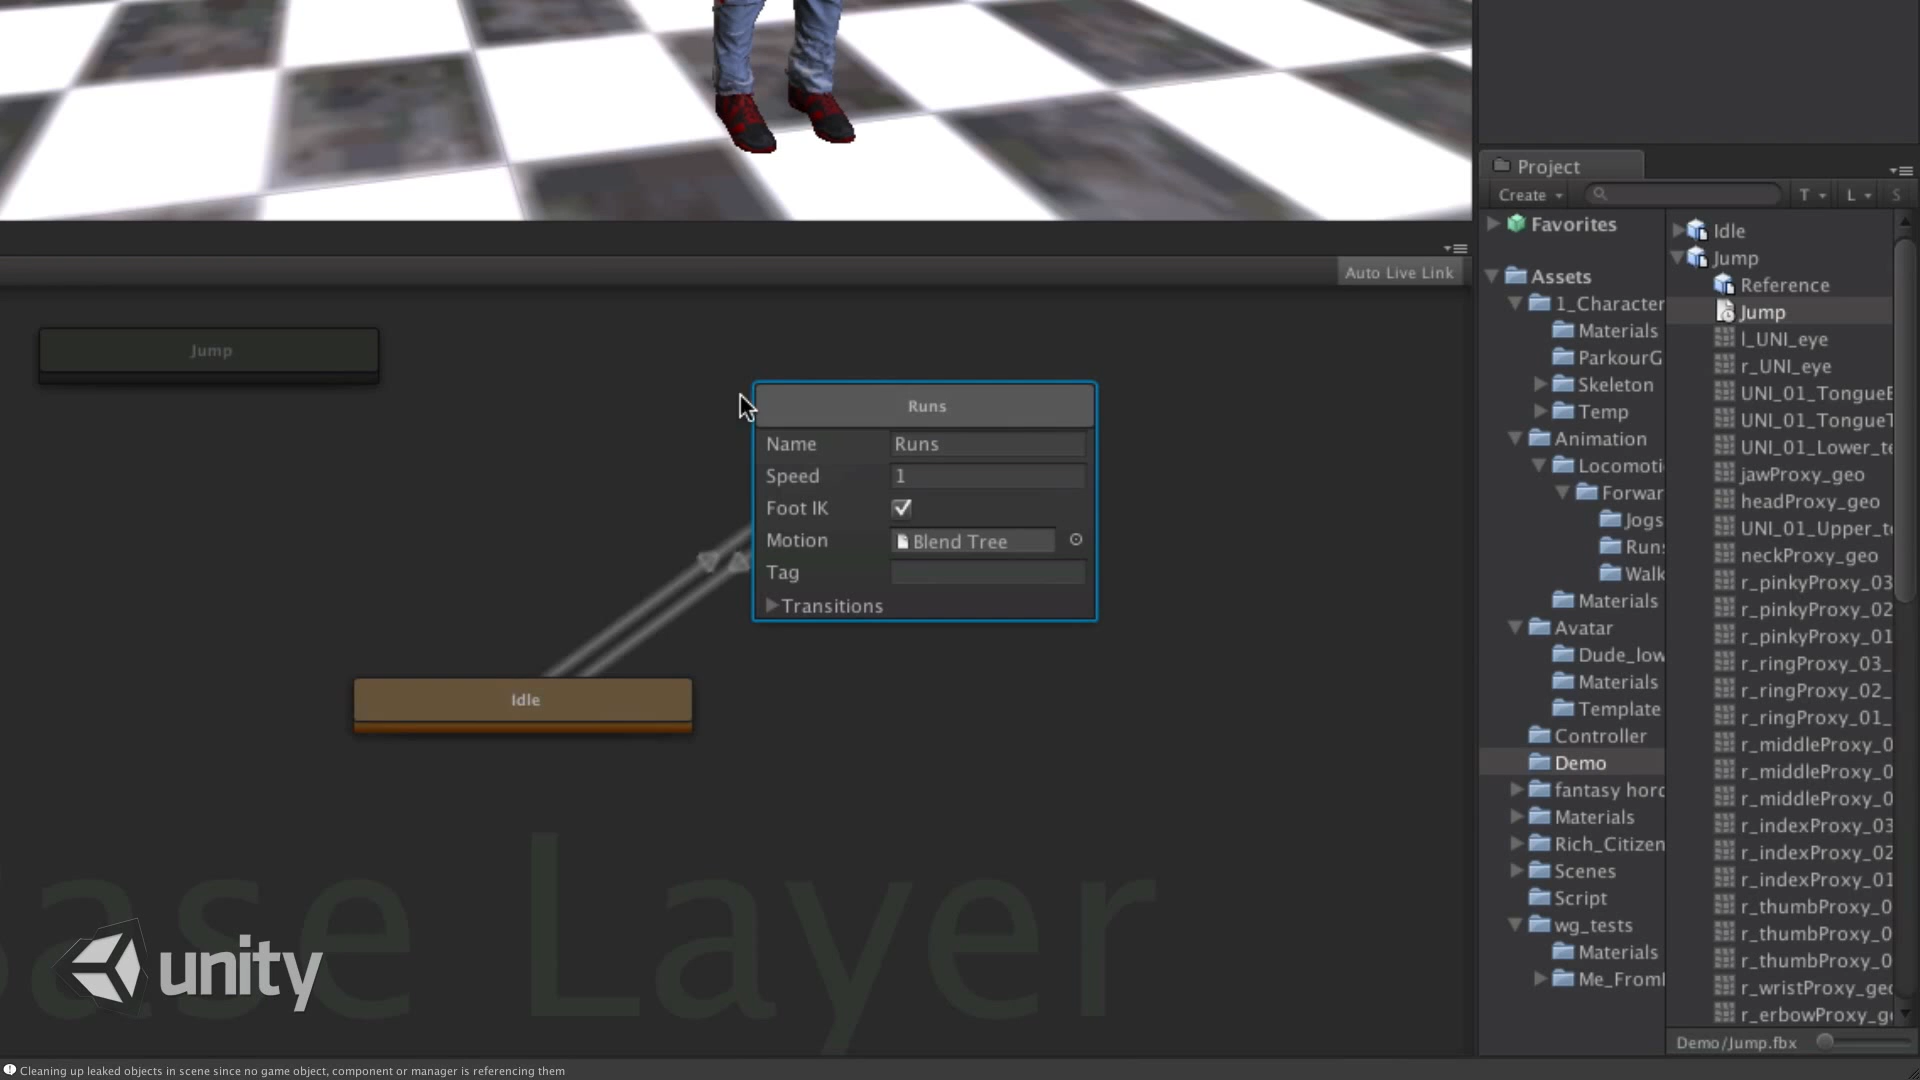 Auto Live Link
Jump
Runs
Name Runs
Speed 1
Foot IK
Motion Blend Tree
Tag
Transitions
Idle
ase Layer
unity
Project
Create T L S
Favorites
Assets
1_Character
Materials
ParkourG
Skeleton
Temp
Animation
Locomoti
Forwar
Jogs
Runs
Walk
Materials
Avatar
Dude_low
Materials
Template
Controller
Demo
fantasy hord
Materials
Rich_Citizen
Scenes
Script
wg_tests
Materials
Me_From
Idle
Jump
Reference
Jump
l_UNI_eye
r_UNI_eye
UNI_01_TongueB
UNI_01_TongueT
UNI_01_Lower_te
jawProxy_geo
headProxy_geo
UNI_01_Upper_te
neckProxy_geo
r_pinkyProxy_03
r_pinkyProxy_02
r_pinkyProxy_01
r_ringProxy_03_
r_ringProxy_02_
r_ringProxy_01_
r_middleProxy_0
r_middleProxy_0
r_middleProxy_0
r_indexProxy_03
r_indexProxy_02
r_indexProxy_01
r_thumbProxy_0
r_thumbProxy_0
r_thumbProxy_0
r_wristProxy_geo
r_erbowProxy_ge
Demo/Jump.fbx
Cleaning up leaked objects in scene since no game object, component or manager is referencing them